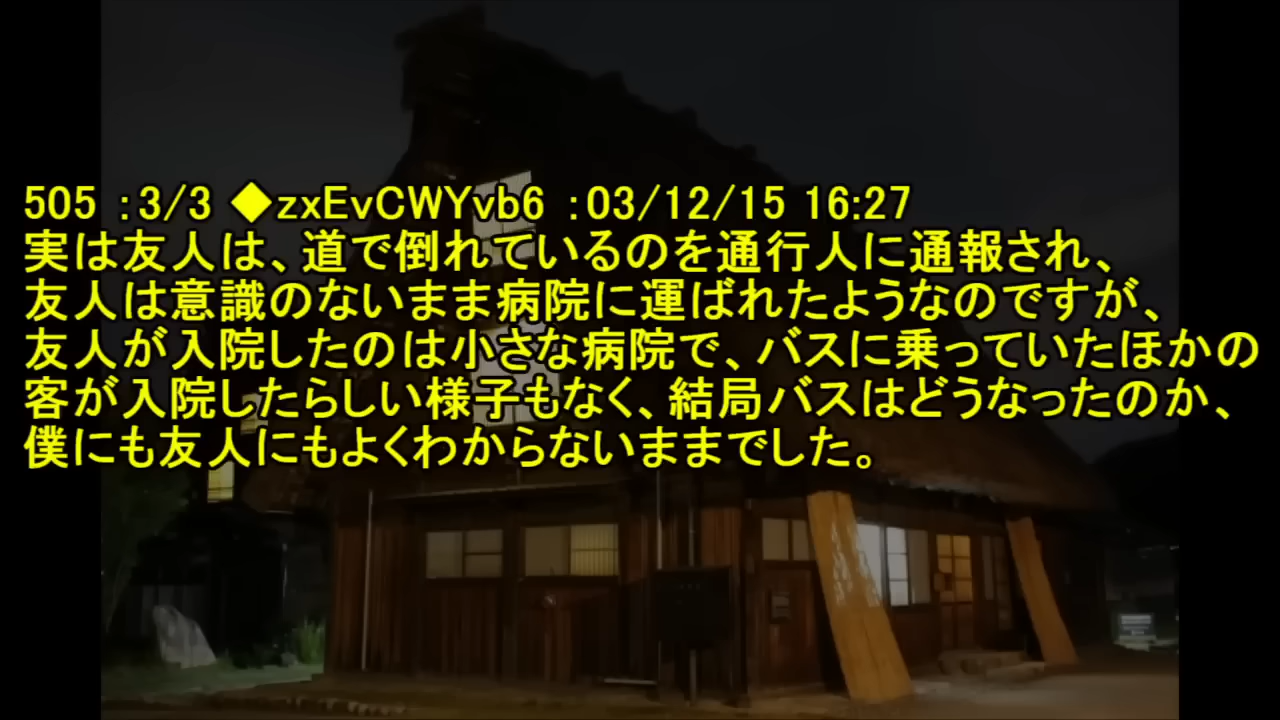 505 ：3/3 ◆zxEvCWYvb6 ：03/12/15 16:27
実は友人は、道で倒れているのを通行人に通報され、
友人は意識のないまま病院に運ばれたようなのですが、
友人が入院したのは小さな病院で、バスに乗っていたほかの
客が入院したらしい様子もなく、結局バスはどうなったのか、
僕にも友人にもよくわからないままでした。